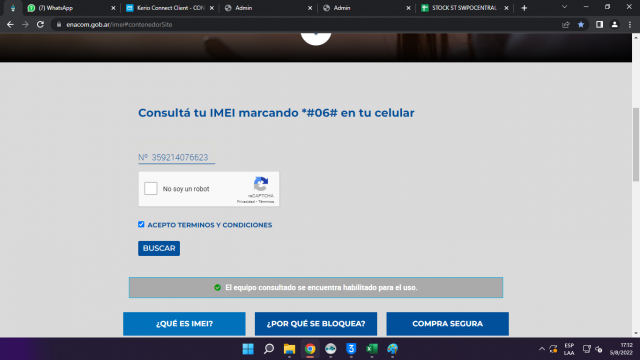 (7) WhatsApp
Kerio Connect Client - CON
Admin
Admin
STOCK ST SWPOCENTRAL
enacom.gob.ar/imei#contenedorSite
Consultá tu IMEI marcando *#06# en tu celular
Nº 359214076623
No soy un robot
reCAPTCHA
Privacidad - Términos
ACEPTO TERMINOS Y CONDICIONES
BUSCAR
El equipo consultado se encuentra habilitado para el uso.
¿QUÉ ES IMEI?
¿POR QUÉ SE BLOQUEA?
COMPRA SEGURA
ESP
LAA
17:12
5/8/2022